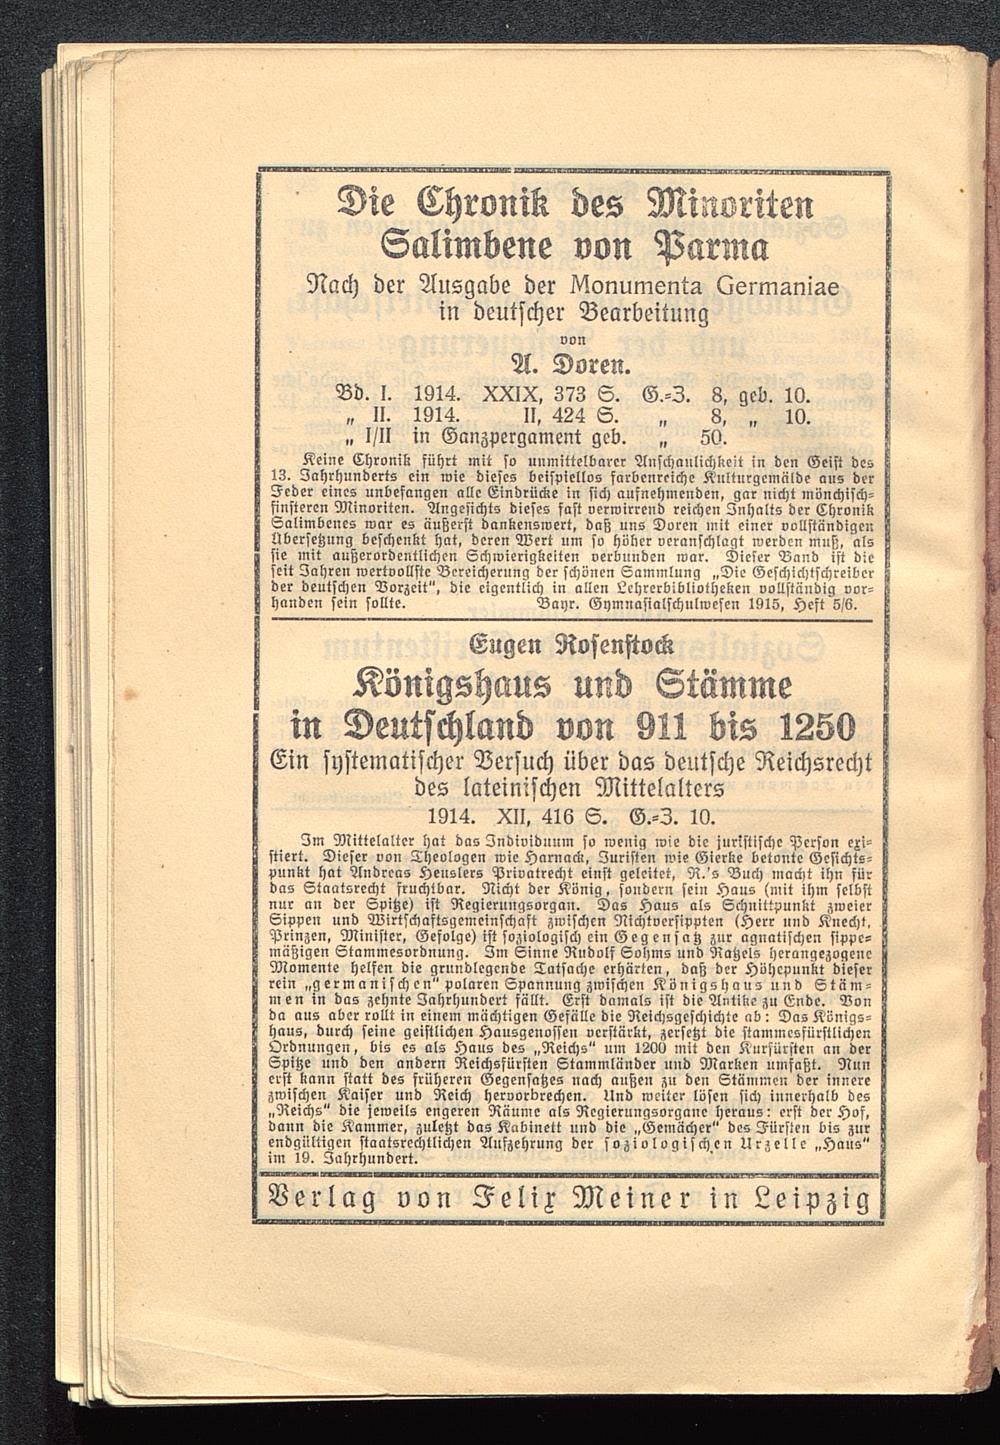 Die Chronik des Minoriten
Salimbene von Parma
Nach der Ausgabe der Monumenta Germaniae
in deutscher Bearbeitung
von
A. Doren.
Bd. I. 1914. XXIX, 373 S. G.=Z. 8, geb. 10.
„ II. 1914. II, 424 S. „ 8, „ 10.
„ I/II in Ganzpergament geb. „ 50.
Keine Chronik führt mit so unmittelbarer Anschaulichkeit in den Geist des
13. Jahrhunderts ein wie dieses beispiellos farbenreiche Kulturgemälde aus der
Feder eines unbefangen alle Eindrücke in sich aufnehmenden, gar nicht mönchisch=
finsteren Minoriten. Angesichts dieses fast verwirrend reichen Inhalts der Chronik
Salimbenes war es äußerst dankenswert, daß uns Doren mit einer vollständigen
Übersetzung beschenkt hat, deren Wert um so höher veranschlagt werden muß, als
sie mit außerordentlichen Schwierigkeiten verbunden war. Dieser Band ist die
seit Jahren wertvollste Bereicherung der schönen Sammlung „Die Geschichtschreiber
der deutschen Vorzeit“, die eigentlich in allen Lehrerbibliotheken vollständig vor=
handen sein sollte. Bayr. Gymnasialschulwesen 1915, Heft 5/6.
Eugen Rosenstock
Königshaus und Stämme
in Deutschland von 911 bis 1250
Ein systematischer Versuch über das deutsche Reichsrecht
des lateinischen Mittelalters
1914. XII, 416 S. G.=Z. 10.
Im Mittelalter hat das Individuum so wenig wie die juristische Person exi=
stiert. Dieser von Theologen wie Harnack, Juristen wie Gierke betonte Gesichts=
punkt hat Andreas Heuslers Privatrecht einst geleitet, R.'s Buch macht ihn für
das Staatsrecht fruchtbar. Nicht der König, sondern sein Haus (mit ihm selbst
nur an der Spitze) ist Regierungsorgan. Das Haus als Schnittpunkt zweier
Sippen und Wirtschaftsgemeinschaft zwischen Nichtversippten (Herr und Knecht,
Prinzen, Minister, Gefolge) ist soziologisch ein Gegensatz zur agnatischen sippe=
mäßigen Stammesordnung. Im Sinne Rudolf Sohms und Ratzels herangezogene
Momente helfen die grundlegende Tatsache erhärten, daß der Höhepunkt dieser
rein „germanischen“ polaren Spannung zwischen Königshaus und Stäm=
men in das zehnte Jahrhundert fällt. Erst damals ist die Antike zu Ende. Von
da aus aber rollt in einem mächtigen Gefälle die Reichsgeschichte ab: Das Königs=
haus, durch seine geistlichen Hausgenossen verstärkt, zersetzt die stammesfürstlichen
Ordnungen, bis es als Haus des „Reichs“ um 1200 mit den Kurfürsten an der
Spitze und den andern Reichsfürsten Stammländer und Marken umfaßt. Nun
erst kann statt des früheren Gegensatzes nach außen zu den Stämmen der innere
zwischen Kaiser und Reich hervorbrechen. Und weiter lösen sich innerhalb des
„Reichs“ die jeweils engeren Räume als Regierungsorgane heraus: erst der Hof,
dann die Kammer, zuletzt das Kabinett und die „Gemächer“ des Fürsten bis zur
endgültigen staatsrechtlichen Aufzehrung der soziologischen Urzelle „Haus“
im 19. Jahrhundert.
Verlag von Felix Meiner in Leipzig